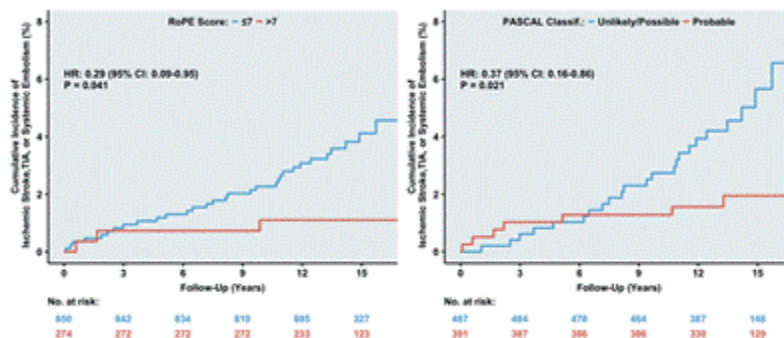 RoPE Score: ≤7 >7
Cumulative Incidence of
Ischemic Stroke,TIA, or Systemic Embolism (%)
8
6
4
2
0
HR: 0.29 (95% CI: 0.09-0.95)
P = 0.041
0 3 6 9 12 15
Follow-Up (Years)
No. at risk:
850 842 834 819 695 327
274 272 272 272 233 123
PASCAL Classif.: Unlikely/Possible Probable
Cumulative Incidence of
Ischemic Stroke,TIA, or Systemic Embolism (%)
8
6
4
2
0
HR: 0.37 (95% CI: 0.16-0.86)
P = 0.021
0 3 6 9 12 15
Follow-Up (Years)
No. at risk:
487 484 478 464 387 148
391 387 386 386 330 129